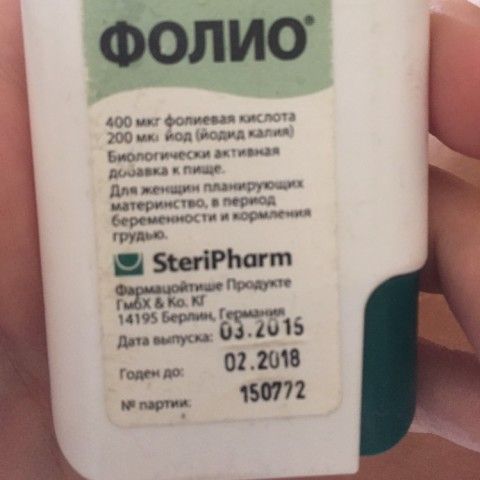 ФОЛИО®
400 мкг фолиевая кислота
200 мкг йод (йодид калия)
Биологически активная
добавка к пище.
Для женщин планирующих
материнство, в период
беременности и кормления
грудью.
SteriPharm
Фармацойтише Продукте
ГмбХ & Ко. КГ
14195 Берлин, Германия
Дата выпуска: 03.2015
Годен до: 02.2018
№ партии: 150772